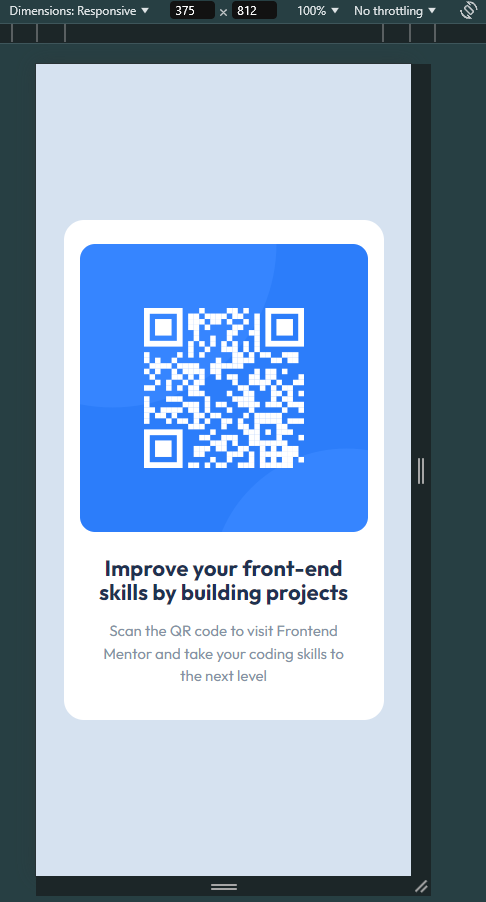 Dimensions: Responsive 375 × 812 100% No throttling
Improve your front-end
skills by building projects
Scan the QR code to visit Frontend
Mentor and take your coding skills to
the next level